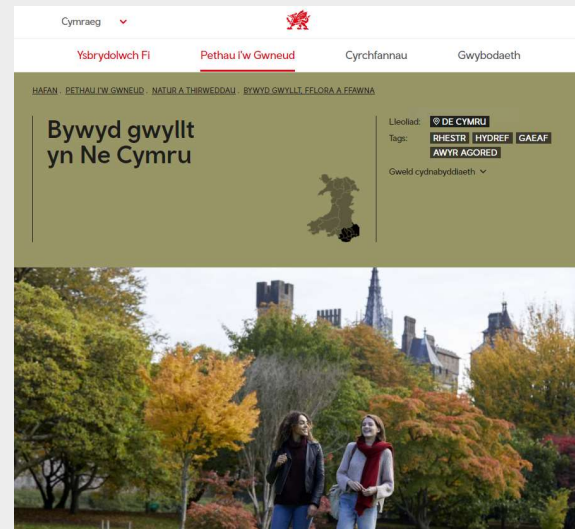 Cymraeg
Ysbrydolwch Fi Pethau I'w Gwneud Cyrchfannau Gwybodaeth
HAFAN . PETHAU I'W GWNEUD . NATUR A THIRWEDDAU . BYWYD GWYLLT, FFLORA A FFAWNA
Bywyd gwyllt
yn Ne Cymru
Lleoliad: DE CYMRU
Tags: RHESTR HYDREF GAEAF
AWYR AGORED
Gweld cydnabyddiaeth